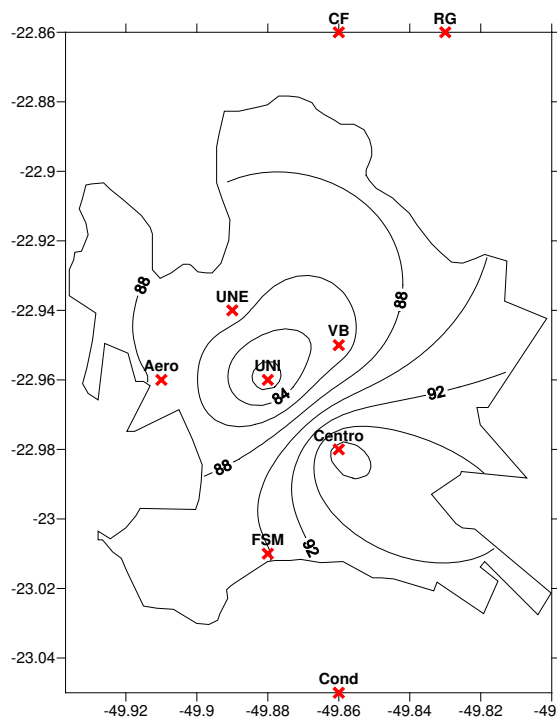 CF RG
-22.86
-22.88
-22.9
-22.92
88
UNE
88
-22.94
VB
Aero UNI
-22.96
84
92
Centro
-22.98
88
-23
FSM 92
-23.02
-23.04
Cond
-49.92 -49.9 -49.88 -49.86 -49.84 -49.82 -49